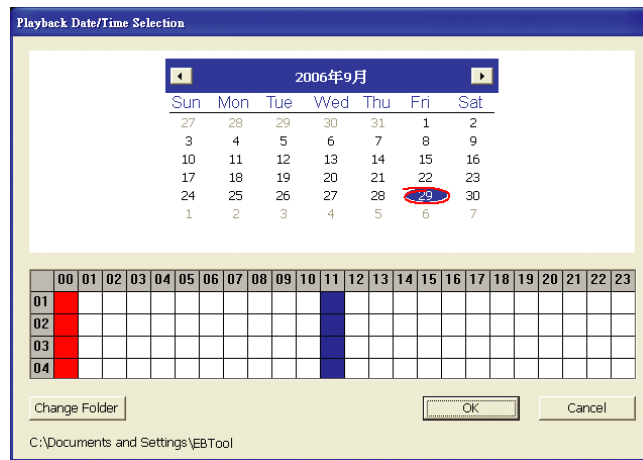 Playback Date/Time Selection
2006年9月
Sun Mon Tue Wed Thu Fri Sat
27 28 29 30 31 1 2
3 4 5 6 7 8 9
10 11 12 13 14 15 16
17 18 19 20 21 22 23
24 25 26 27 28 29 30
1 2 3 4 5 6 7
00 01 02 03 04 05 06 07 08 09 10 11 12 13 14 15 16 17 18 19 20 21 22 23
01
02
03
04
Change Folder OK Cancel
C:\Documents and Settings\EBTool